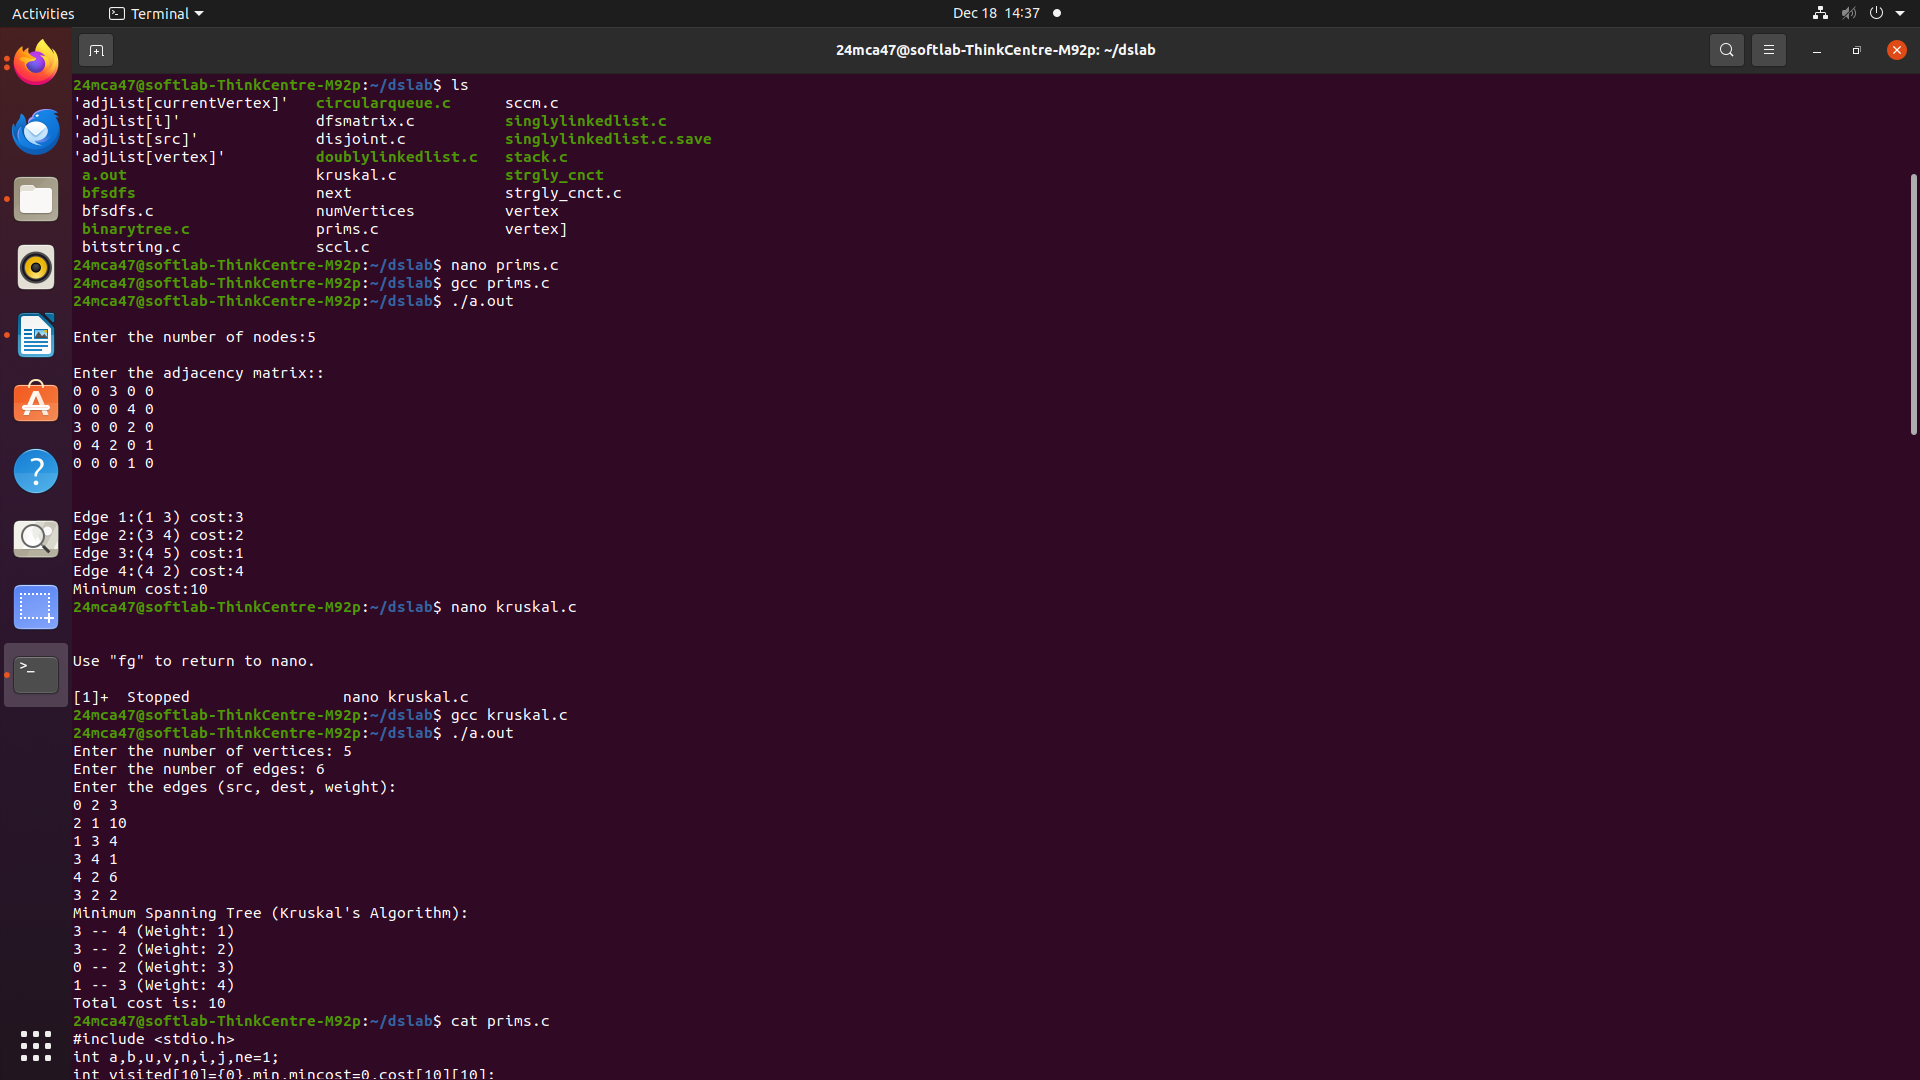 Activities Terminal Dec 18 14:37
24mca47@softlab-ThinkCentre-M92p: ~/dslab
24mca47@softlab-ThinkCentre-M92p:~/dslab$ ls
'adjList[currentVertex]' circularqueue.c sccm.c
'adjList[i]' dfsmatrix.c singlylinkedlist.c
'adjList[src]' disjoint.c singlylinkedlist.c.save
'adjList[vertex]' doublylinkedlist.c stack.c
a.out kruskal.c strgly_cnct
bfsdfs next strgly_cnct.c
bfsdfs.c numVertices vertex
binarytree.c prims.c vertex]
bitstring.c sccl.c
24mca47@softlab-ThinkCentre-M92p:~/dslab$ nano prims.c
24mca47@softlab-ThinkCentre-M92p:~/dslab$ gcc prims.c
24mca47@softlab-ThinkCentre-M92p:~/dslab$ ./a.out
Enter the number of nodes:5
Enter the adjacency matrix::
0 0 3 0 0
0 0 0 4 0
3 0 0 2 0
0 4 2 0 1
0 0 0 1 0
Edge 1:(1 3) cost:3
Edge 2:(3 4) cost:2
Edge 3:(4 5) cost:1
Edge 4:(4 2) cost:4
Minimum cost:10
24mca47@softlab-ThinkCentre-M92p:~/dslab$ nano kruskal.c
Use "fg" to return to nano.
[1]+ Stopped nano kruskal.c
24mca47@softlab-ThinkCentre-M92p:~/dslab$ gcc kruskal.c
24mca47@softlab-ThinkCentre-M92p:~/dslab$ ./a.out
Enter the number of vertices: 5
Enter the number of edges: 6
Enter the edges (src, dest, weight):
0 2 3
2 1 10
1 3 4
3 4 1
4 2 6
3 2 2
Minimum Spanning Tree (Kruskal's Algorithm):
3 -- 4 (Weight: 1)
3 -- 2 (Weight: 2)
0 -- 2 (Weight: 3)
1 -- 3 (Weight: 4)
Total cost is: 10
24mca47@softlab-ThinkCentre-M92p:~/dslab$ cat prims.c
#include <stdio.h>
int a,b,u,v,n,i,j,ne=1;
int visited[10]={0},min,mincost=0,cost[10][10];